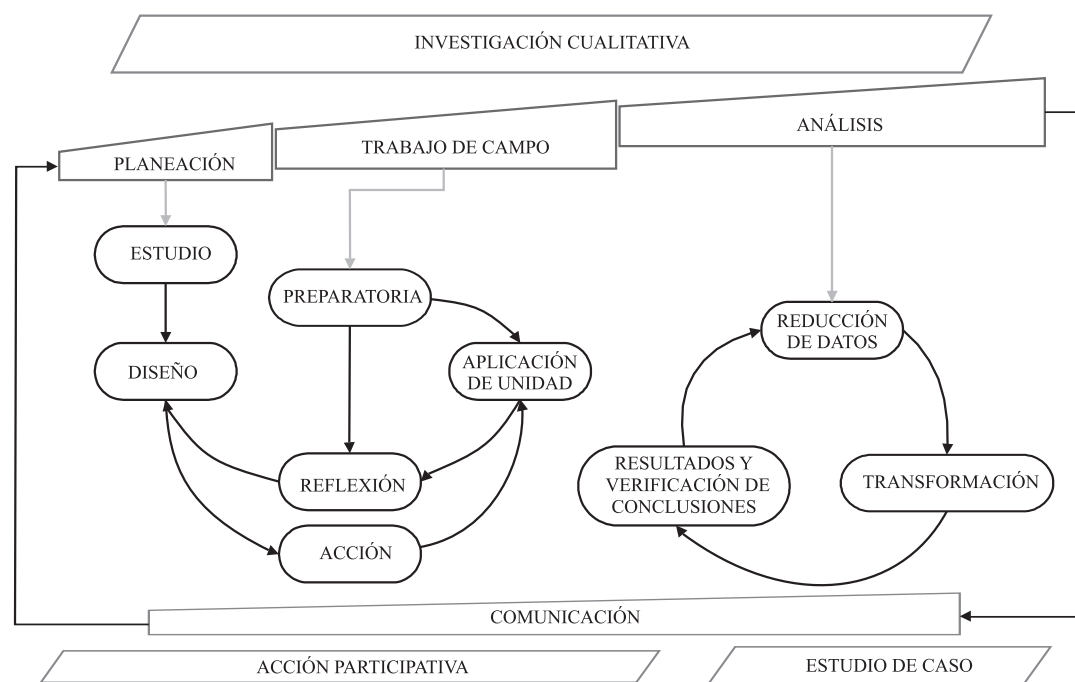 INVESTIGACIÓN CUALITATIVA
PLANEACIÓN
TRABAJO DE CAMPO
ANÁLISIS
ESTUDIO
DISEÑO
PREPARATORIA
APLICACIÓN
DE UNIDAD
REFLEXIÓN
ACCIÓN
REDUCCIÓN
DE DATOS
RESULTADOS Y
VERIFICACIÓN DE
CONCLUSIONES
TRANSFORMACIÓN
COMUNICACIÓN
ACCIÓN PARTICIPATIVA
ESTUDIO DE CASO